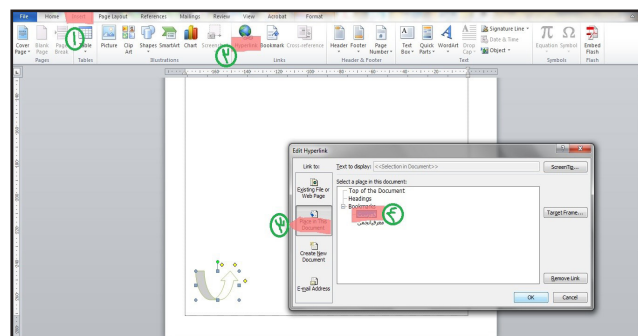 File Home Insert Page Layout References Mailings Review View Acrobat Format
Cover Page Blank Page Page Break Table Picture Clip Art Shapes SmartArt Chart Screenshot Hyperlink Bookmark Cross-reference Header Footer Page Number Text Box Quick Parts WordArt Drop Cap Signature Line Equation Symbol Embed Flash
Date & Time
Object
Pages Tables Illustrations Links Header & Footer Text Symbols Flash
۱
۲
Edit Hyperlink
Link to: Text to display: <<Selection in Document>> ScreenTip...
Select a place in this document:
Existing File or Web Page
Top of the Document
Headings
Bookmarks
۳
Place in This Document
۴
Target Frame...
Create New Document
E-mail Address
Remove Link
OK Cancel